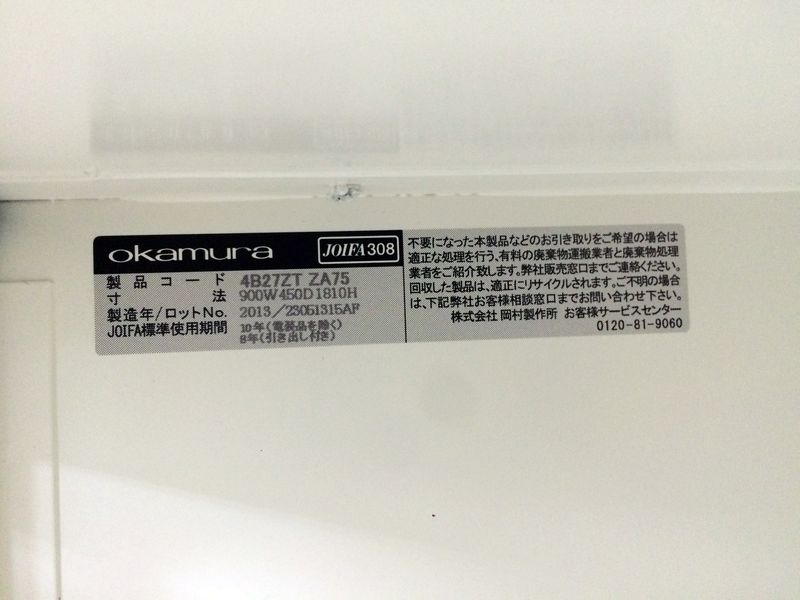 okamura JOIFA308
製品コード 4B27ZT ZA75
寸法 900W450D1810H
製造年/ロットNo. 2013/23051315AF
JOIFA標準使用期間 10年(電装品を除く)
8年(引き出し付き)
不要になった本製品などのお引き取りをご希望の場合は
適正な処理を行う、有料の廃棄物運搬業者と廃棄物処理
業者をご紹介致します。弊社販売窓口までご連絡ください。
回収した製品は、適正にリサイクルされます。ご不明の場合
は、下記弊社お客様相談窓口までお問い合わせ下さい。
株式会社 岡村製作所 お客様サービスセンター
0120-81-9060